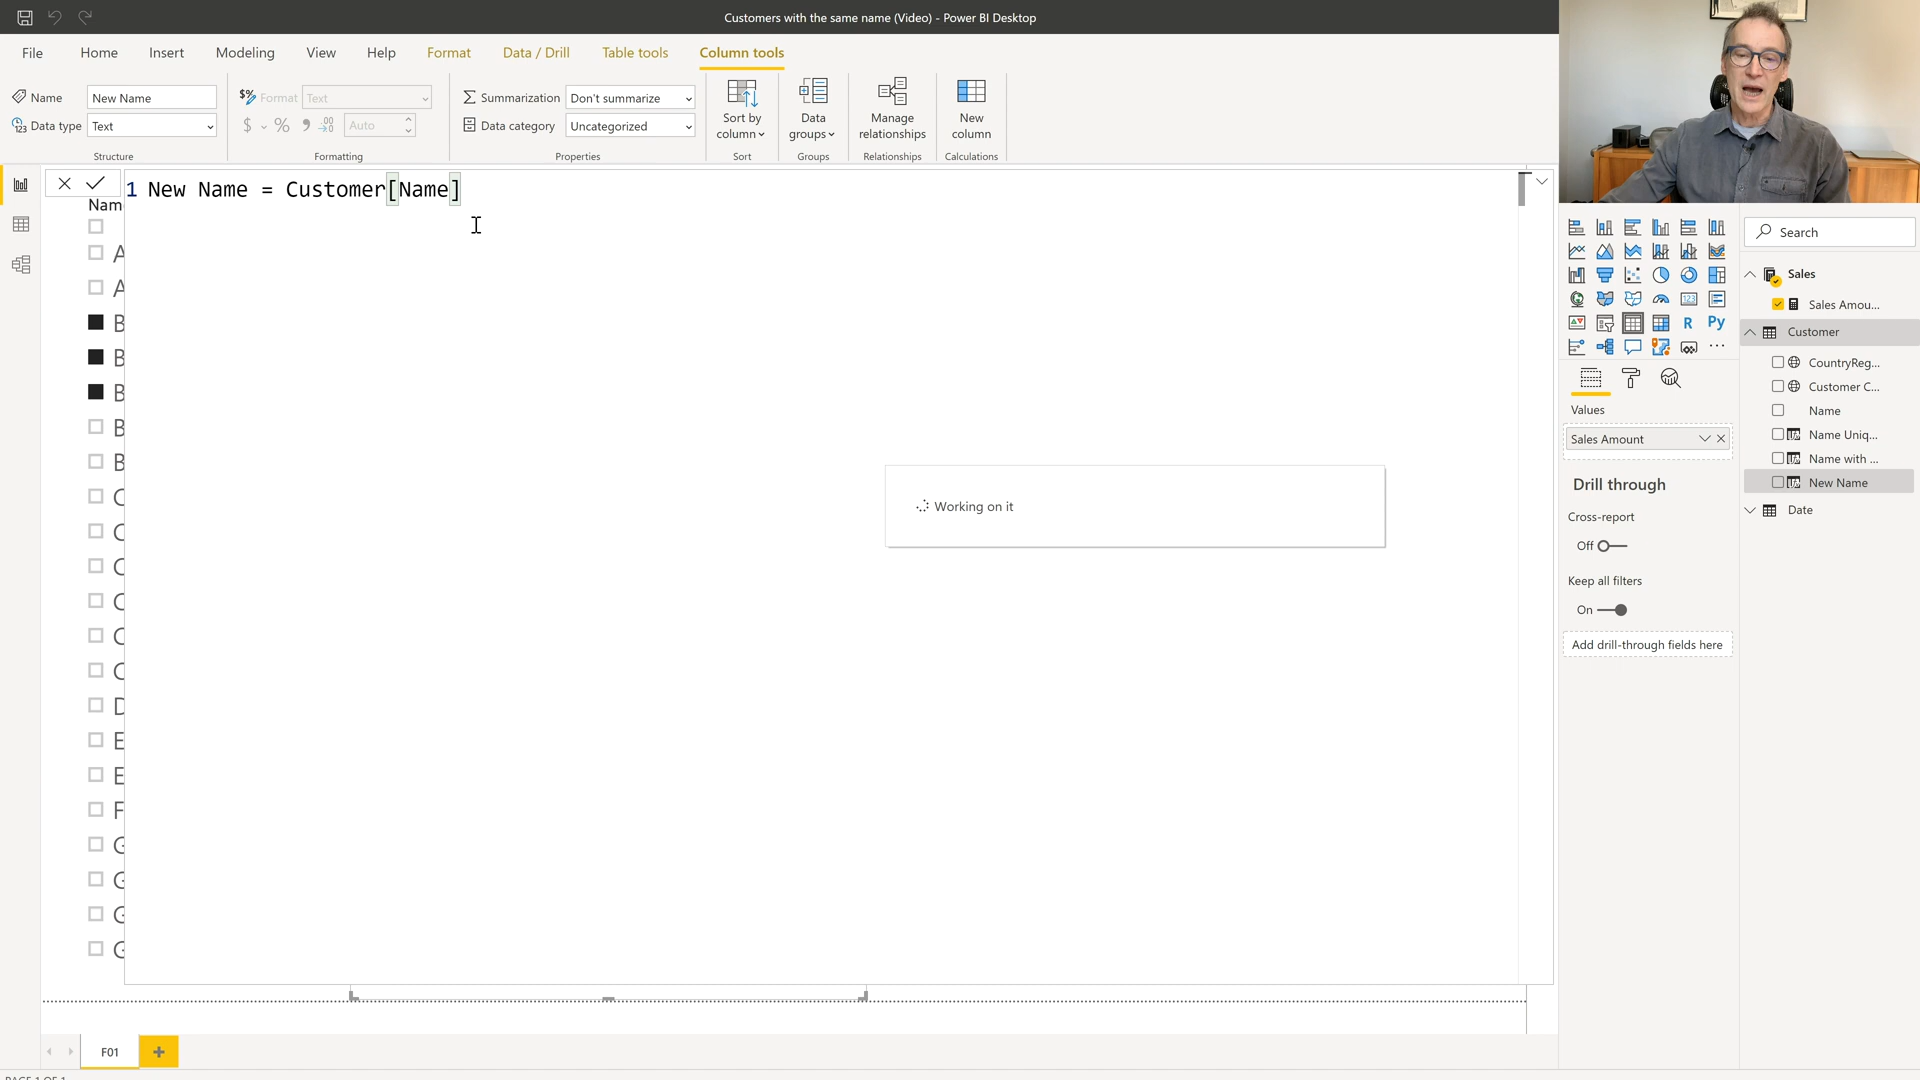 Customers with the same name (Video) - Power BI Desktop
File Home Insert Modeling View Help Format Data / Drill Table tools Column tools
Name New Name
Data type Text
Structure
$% Format Text
$ % Auto
Formatting
Summarization Don't summarize
Data category Uncategorized
Properties
Sort by
column
Sort
Data
groups
Groups
Manage
relationships
Relationships
New
column
Calculations
1 New Name = Customer[Name]
Nam
A
A
B
B
B
B
B
C
C
C
C
C
C
D
E
E
F
G
G
G
G
Working on it
R Py
Values
Sales Amount
Drill through
Cross-report
Off
Keep all filters
On
Add drill-through fields here
Search
Sales
Sales Amou...
Customer
CountryReg...
Customer C...
Name
Name Uniq...
Name with ...
New Name
Date
F01
PAGE 1 OF 1